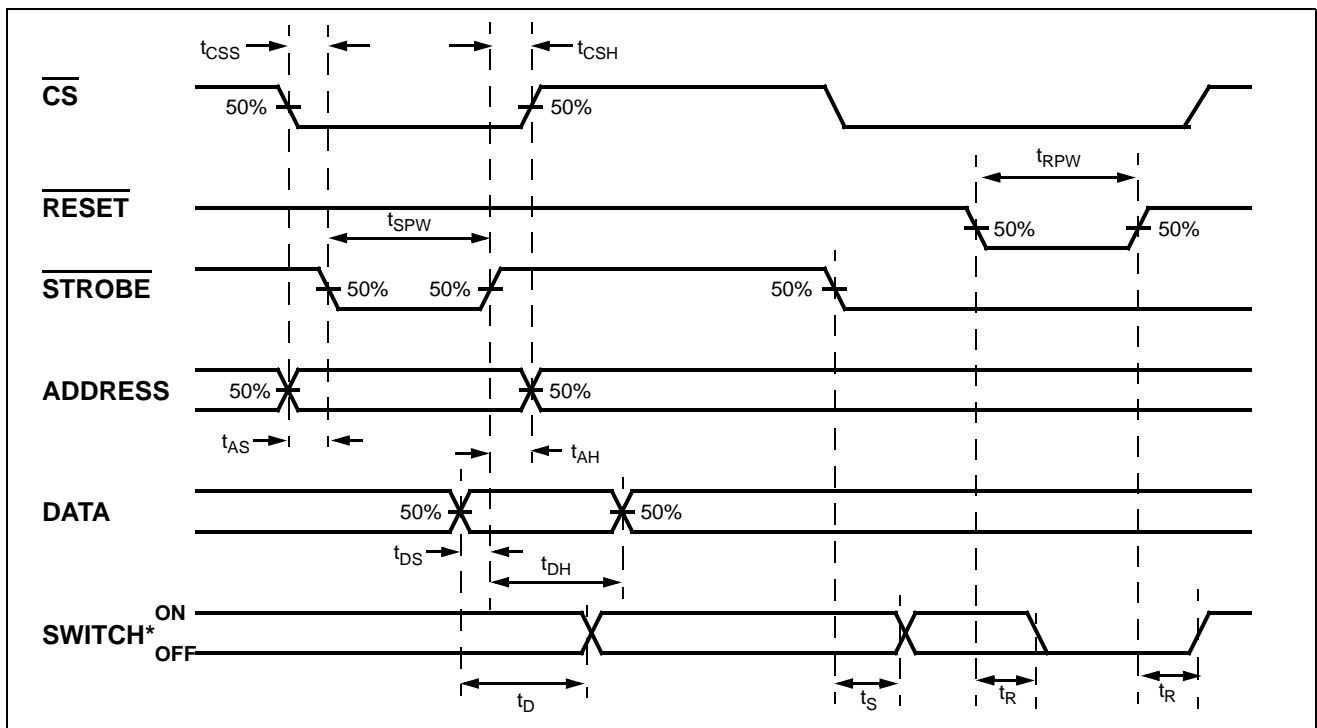 tCSS
tCSH
CS
50%
50%
tRPW
RESET
tSPW
50%
50%
STROBE
50%
50%
50%
ADDRESS
50%
50%
tAS
tAH
DATA
50%
50%
tDS
tDH
ON
SWITCH*
OFF
tD
tS
tR
tR